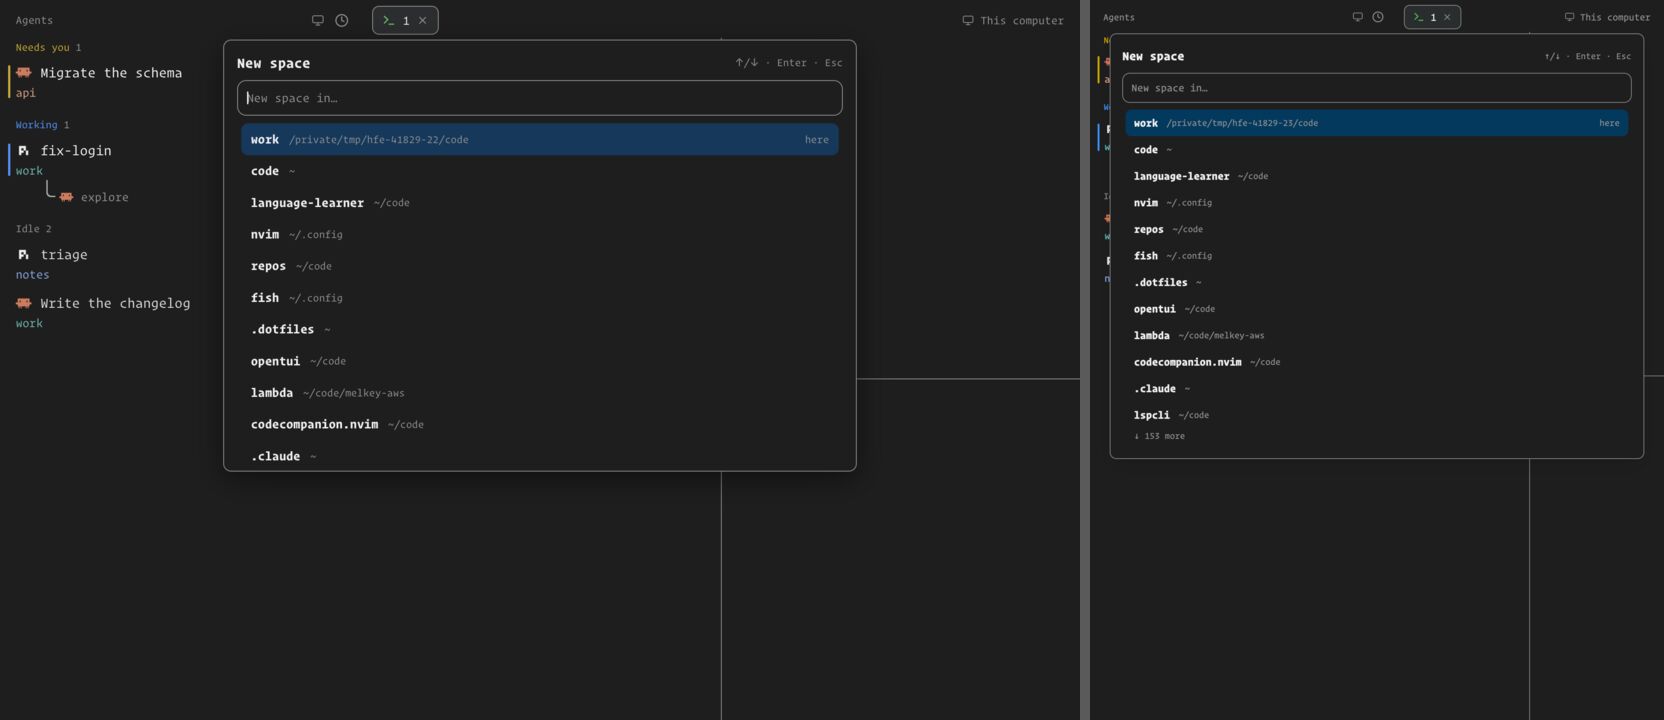 Agents
1
This computer
Needs you 1
Migrate the schema
api
Working 1
fix-login
work
explore
Idle 2
triage
notes
Write the changelog
work
New space
↑/↓ · Enter · Esc
New space in…
work /private/tmp/hfe-41829-22/code here
code ~
language-learner ~/code
nvim ~/.config
repos ~/code
fish ~/.config
.dotfiles ~
opentui ~/code
lambda ~/code/melkey-aws
codecompanion.nvim ~/code
.claude ~
Agents
1
This computer
New space
↑/↓ · Enter · Esc
New space in…
work /private/tmp/hfe-41829-23/code here
code ~
language-learner ~/code
nvim ~/.config
repos ~/code
fish ~/.config
.dotfiles ~
opentui ~/code
lambda ~/code/melkey-aws
codecompanion.nvim ~/code
.claude ~
lspcli ~/code
↓ 153 more